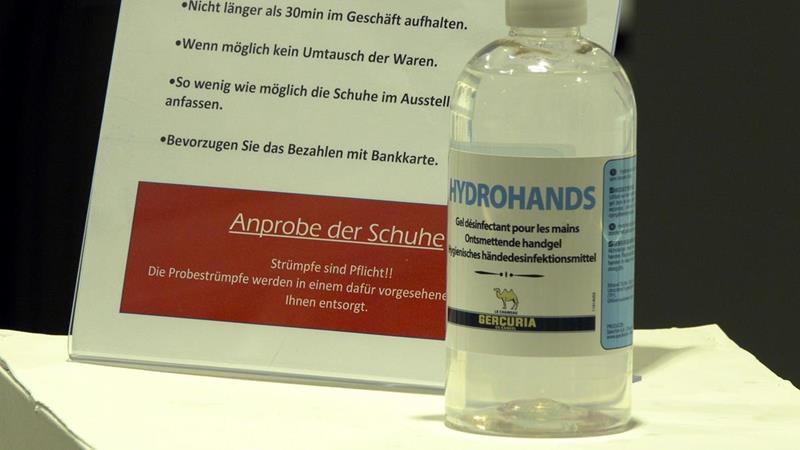 •Nicht länger als 30min im Geschäft aufhalten.
•Wenn möglich kein Umtausch der Waren.
•So wenig wie möglich die Schuhe im Ausstell
anfassen.
•Bevorzugen Sie das Bezahlen mit Bankkarte.
Anprobe der Schuhe
Strümpfe sind Pflicht!!
Die Probestrümpfe werden in einem dafür vorgesehene
Ihnen entsorgt.
HYDROHANDS
Gel désinfectant pour les mains
Ontsmettende handgel
Hygienisches händedesinfektionsmittel
LE CHAMEAU
GERCURIA